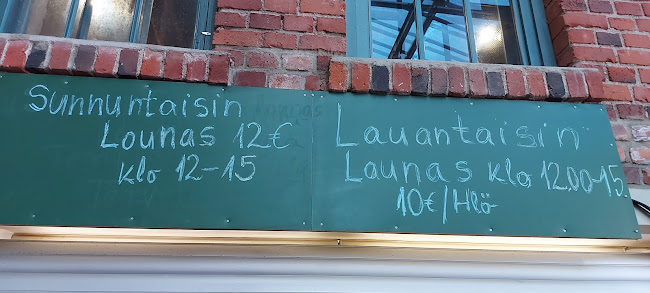 Sunnuntaisin
Lounas 12€
klo 12-15
Lauantaisin
Launas klo 12.00-15
10€/Hlö